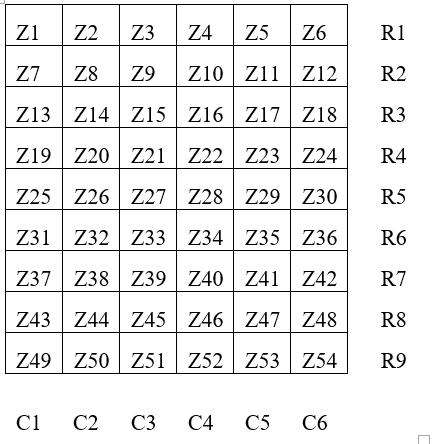 Z1 Z2 Z3 Z4 Z5 Z6 R1
Z7 Z8 Z9 Z10 Z11 Z12 R2
Z13 Z14 Z15 Z16 Z17 Z18 R3
Z19 Z20 Z21 Z22 Z23 Z24 R4
Z25 Z26 Z27 Z28 Z29 Z30 R5
Z31 Z32 Z33 Z34 Z35 Z36 R6
Z37 Z38 Z39 Z40 Z41 Z42 R7
Z43 Z44 Z45 Z46 Z47 Z48 R8
Z49 Z50 Z51 Z52 Z53 Z54 R9
C1 C2 C3 C4 C5 C6